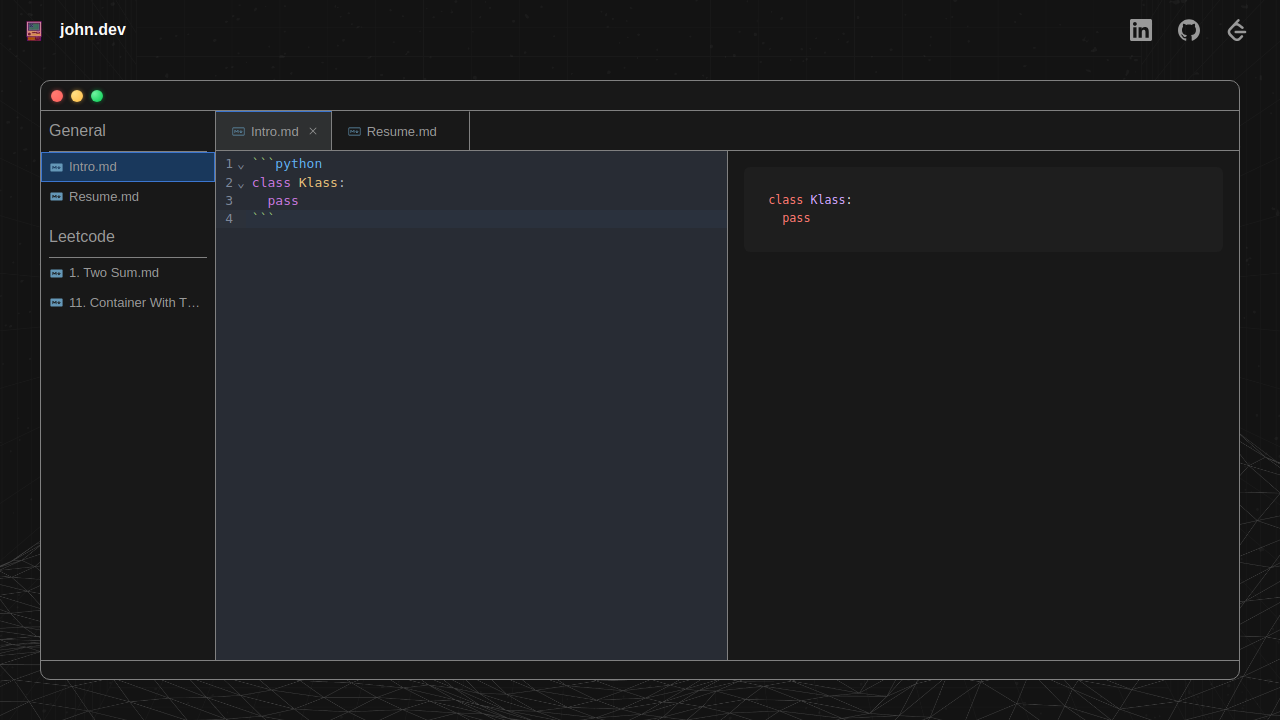 john.dev
General
Intro.md
Resume.md
Leetcode
1. Two Sum.md
11. Container With T…
Intro.md ×
Resume.md
1 ```python
2 class Klass:
3   pass
4 ```
class Klass:
  pass